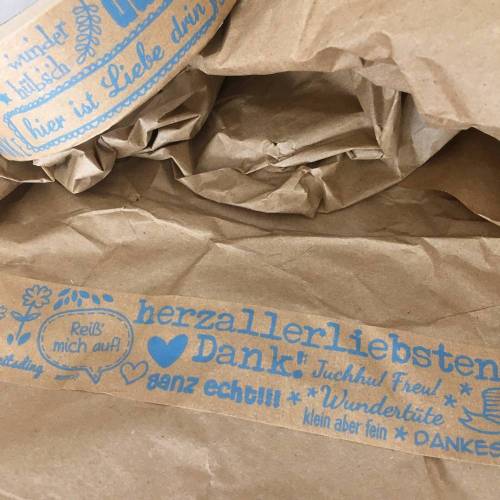 wunder
hübsch
hier ist Liebe drin
Reiß'
mich auf!
herzallerliebsten
Dank!
Juchhu! Freu!
ganz echt!!!
Wundertüte
klein aber fein
DANKES